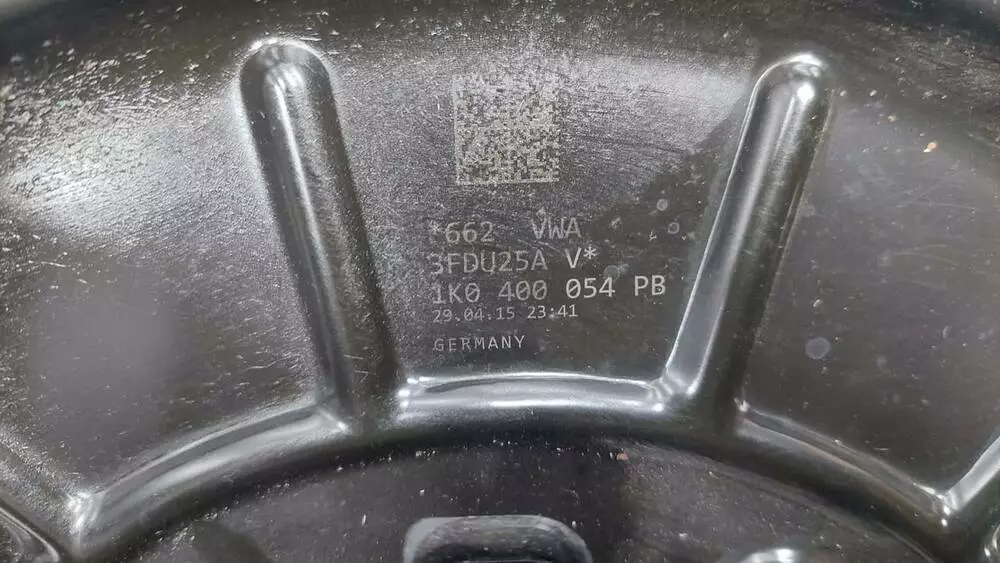 *662 VWA
3FDU25A V*
1K0 400 054 PB
29.04.15 23:41
GERMANY